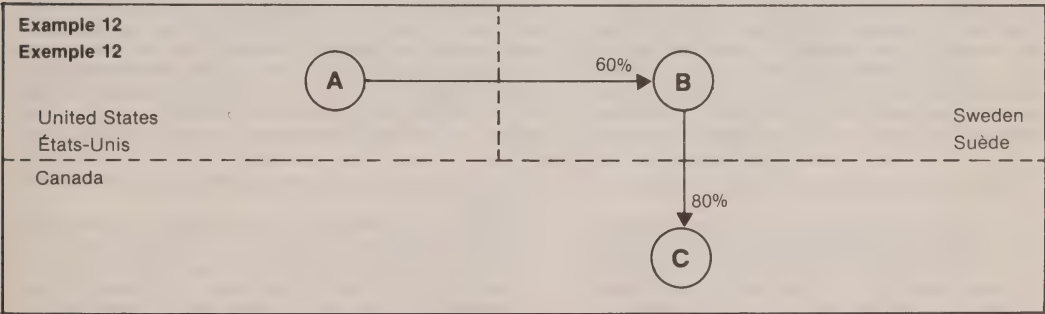 Example 12
Exemple 12
A
60%
B
United States
États-Unis
Sweden
Suède
Canada
80%
C